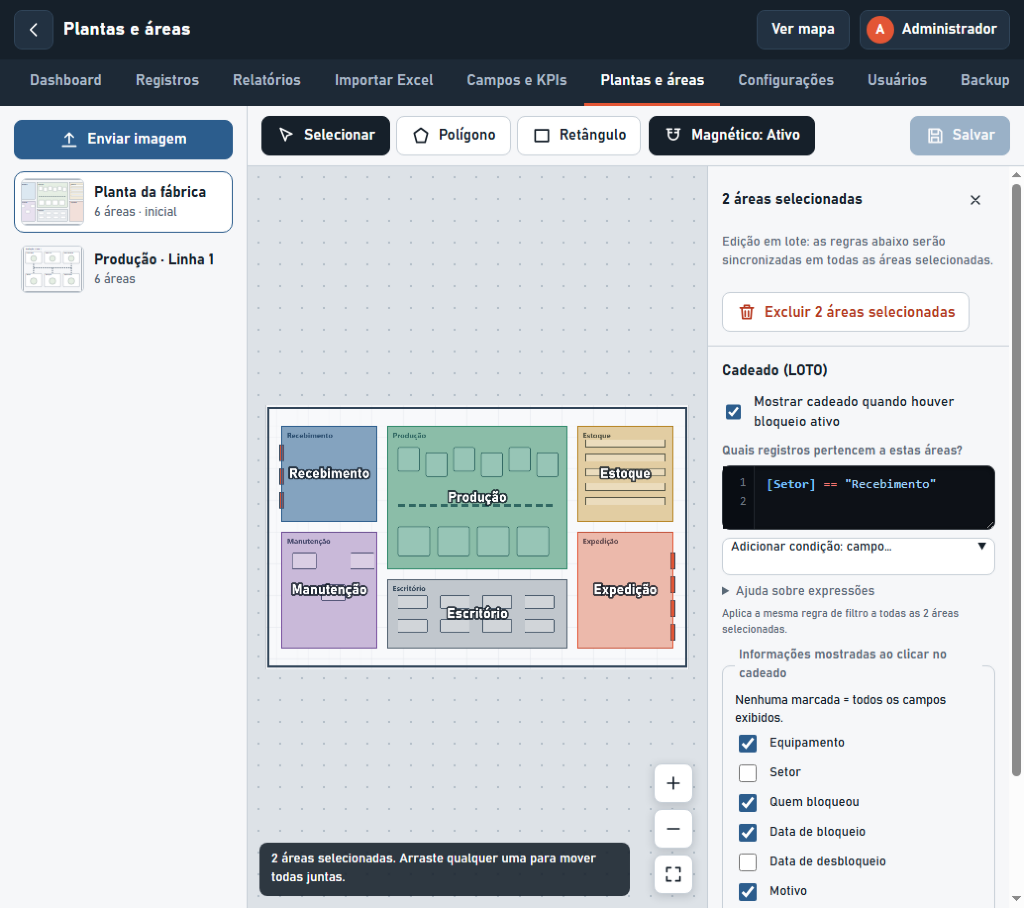 Plantas e áreas
Ver mapa
A Administrador
Dashboard Registros Relatórios Importar Excel Campos e KPIs Plantas e áreas Configurações Usuários Backup
Enviar imagem
Planta da fábrica
6 áreas · inicial
Produção · Linha 1
6 áreas
Selecionar
Polígono
Retângulo
Magnético: Ativo
Salvar
Recebimento
Recebimento
Produção
Produção
Estoque
Estoque
Manutenção
Manutenção
Escritório
Escritório
Expedição
Expedição
2 áreas selecionadas. Arraste qualquer uma para mover
todas juntas.
2 áreas selecionadas
Edição em lote: as regras abaixo serão
sincronizadas em todas as áreas selecionadas.
Excluir 2 áreas selecionadas
Cadeado (LOTO)
Mostrar cadeado quando houver
bloqueio ativo
Quais registros pertencem a estas áreas?
1 [Setor] == "Recebimento"
2
Adicionar condição: campo…
Ajuda sobre expressões
Aplica a mesma regra de filtro a todas as 2 áreas
selecionadas.
Informações mostradas ao clicar no
cadeado
Nenhuma marcada = todos os campos
exibidos.
Equipamento
Setor
Quem bloqueou
Data de bloqueio
Data de desbloqueio
Motivo